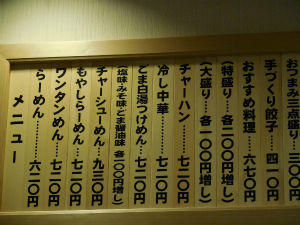 メニュー
らーめん……六二〇円
ワンタンめん…七二〇円
もやしらーめん…七二〇円
チャーシューめん…九三〇円
(塩味・みそ味・ごま醤油味 各二〇円増し)
ごま白湯つけめん…七二〇円
冷し中華………七二〇円
チャーハン……七二〇円
(大盛り……各一〇〇円増し)
(特盛り……各二〇〇円増し)
おすすめ料理……六七〇円
手づくり餃子……四一〇円
おつまみ三点盛り…三〇〇円